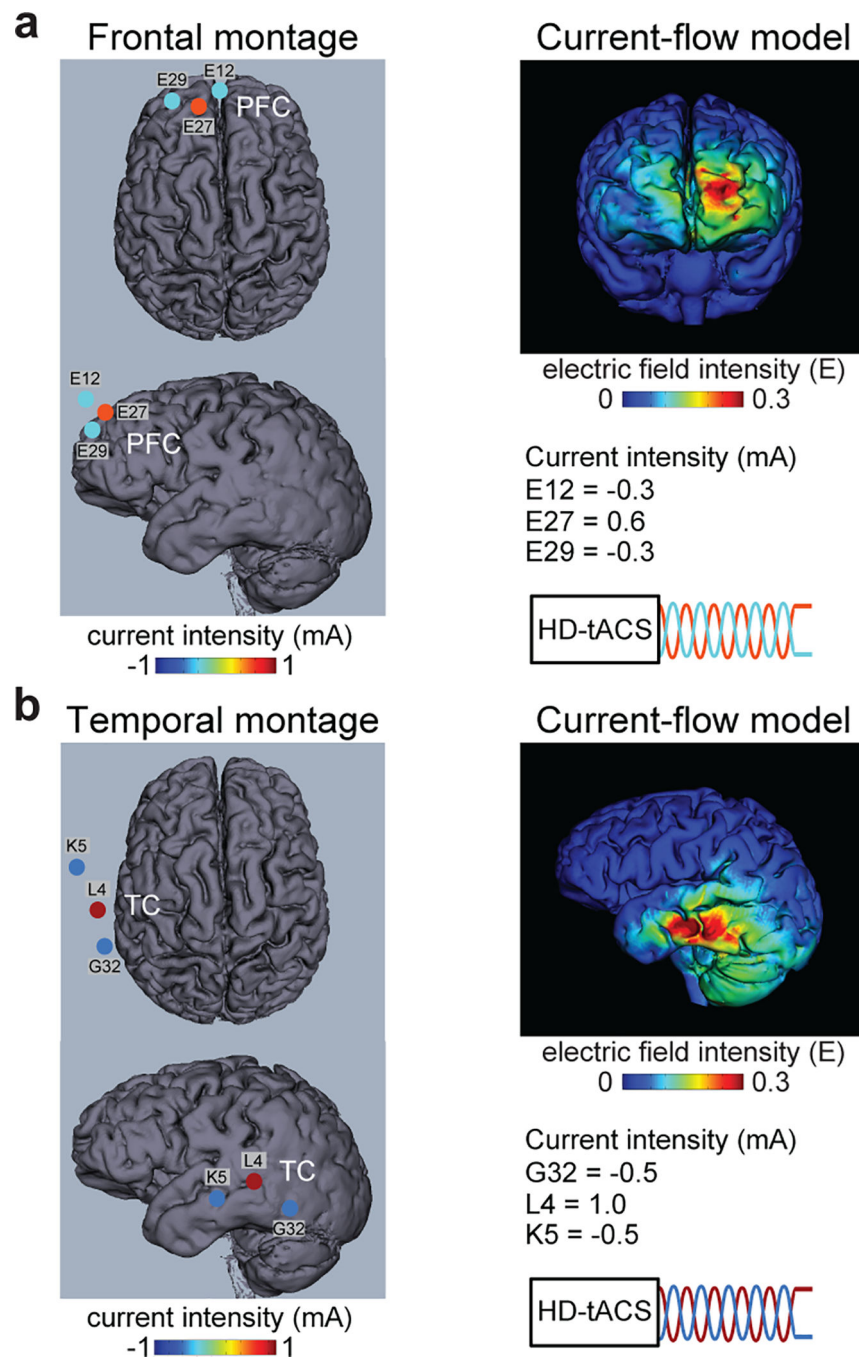 a
Frontal montage
E29
E12
PFC
E27
E12
E27
E29
PFC
current intensity (mA)
-1 1
Current-flow model
electric field intensity (E)
0 0.3
Current intensity (mA)
E12 = -0.3
E27 = 0.6
E29 = -0.3
HD-tACS
b
Temporal montage
K5
L4
TC
G32
K5
L4
TC
G32
current intensity (mA)
-1 1
Current-flow model
electric field intensity (E)
0 0.3
Current intensity (mA)
G32 = -0.5
L4 = 1.0
K5 = -0.5
HD-tACS